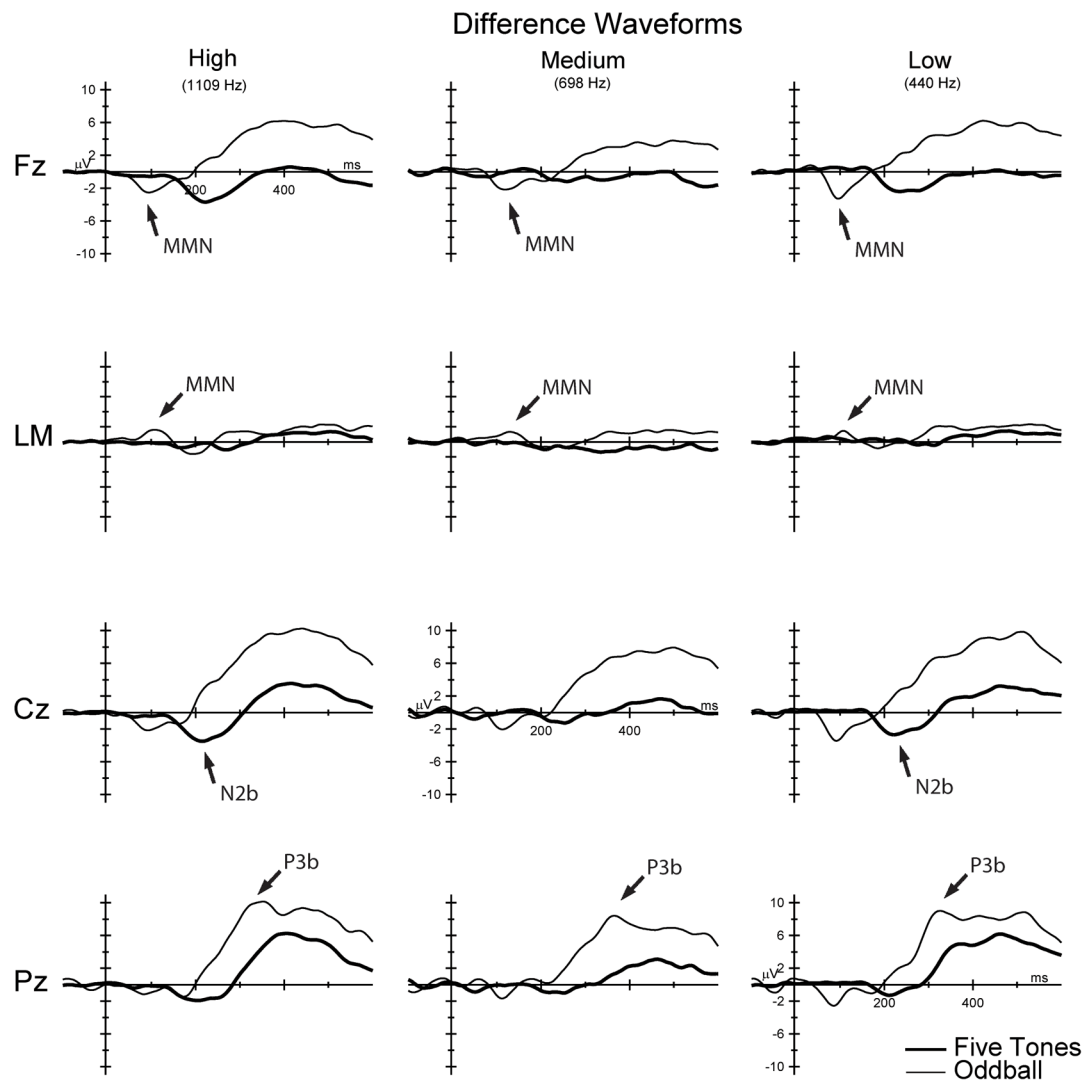 Difference Waveforms
High Medium Low
(1109 Hz) (698 Hz) (440 Hz)
10
6
2
μV
-2
-6
-10
200 400
ms
Fz
MMN MMN MMN
LM
MMN MMN MMN
Cz
10
6
2
μV
-2
-6
-10
200 400
ms
N2b N2b
Pz
P3b P3b P3b
10
6
2
μV
-2
-6
-10
200 400
ms
Five Tones
Oddball